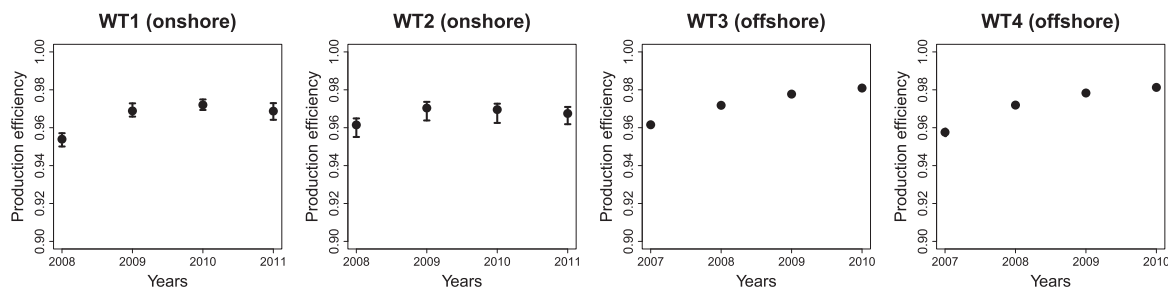 WT1 (onshore)
Production efficiency
1.00
0.98
0.96
0.94
0.92
0.90
2008 2009 2010 2011
Years
WT2 (onshore)
Production efficiency
1.00
0.98
0.96
0.94
0.92
0.90
2008 2009 2010 2011
Years
WT3 (offshore)
Production efficiency
1.00
0.98
0.96
0.94
0.92
0.90
2007 2008 2009 2010
Years
WT4 (offshore)
Production efficiency
1.00
0.98
0.96
0.94
0.92
0.90
2007 2008 2009 2010
Years